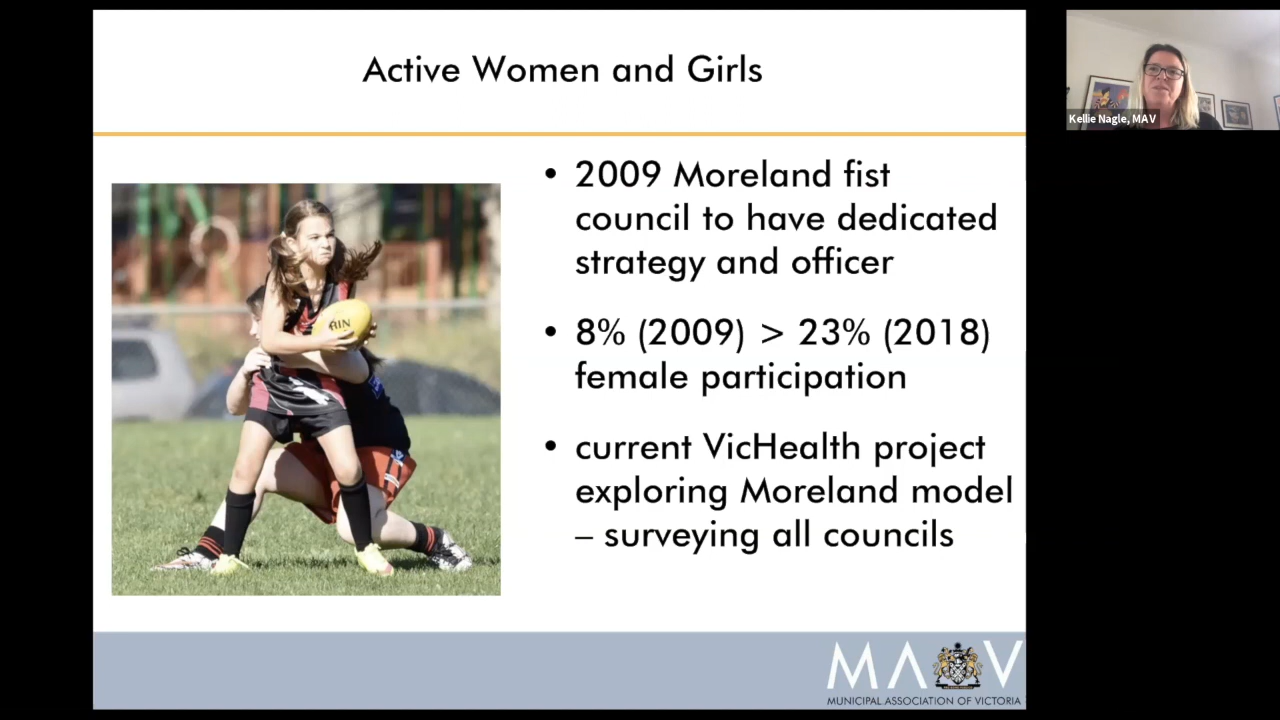 Active Women and Girls
• 2009 Moreland fist
council to have dedicated
strategy and officer
• 8% (2009) > 23% (2018)
female participation
• current VicHealth project
exploring Moreland model
– surveying all councils
RIN
MAV
MUNICIPAL ASSOCIATION OF VICTORIA
Kellie Nagle, MAV